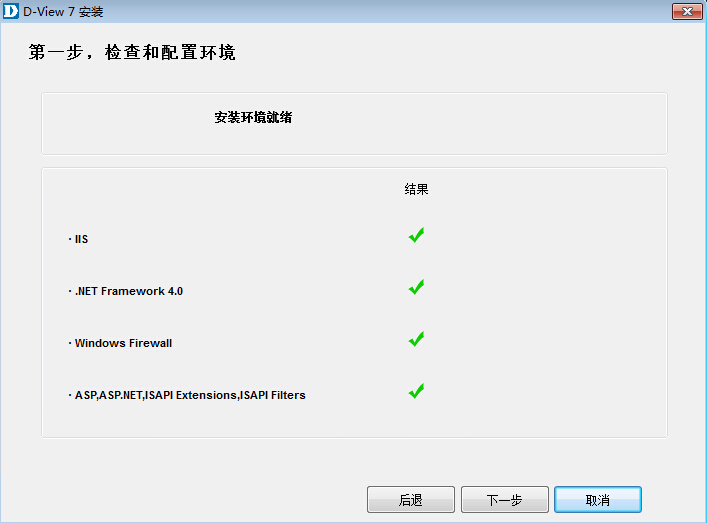 D-View 7 安装
第一步，检查和配置环境
安装环境就绪
结果
· IIS
· .NET Framework 4.0
· Windows Firewall
· ASP,ASP.NET,ISAPI Extensions,ISAPI Filters
后退 下一步 取消